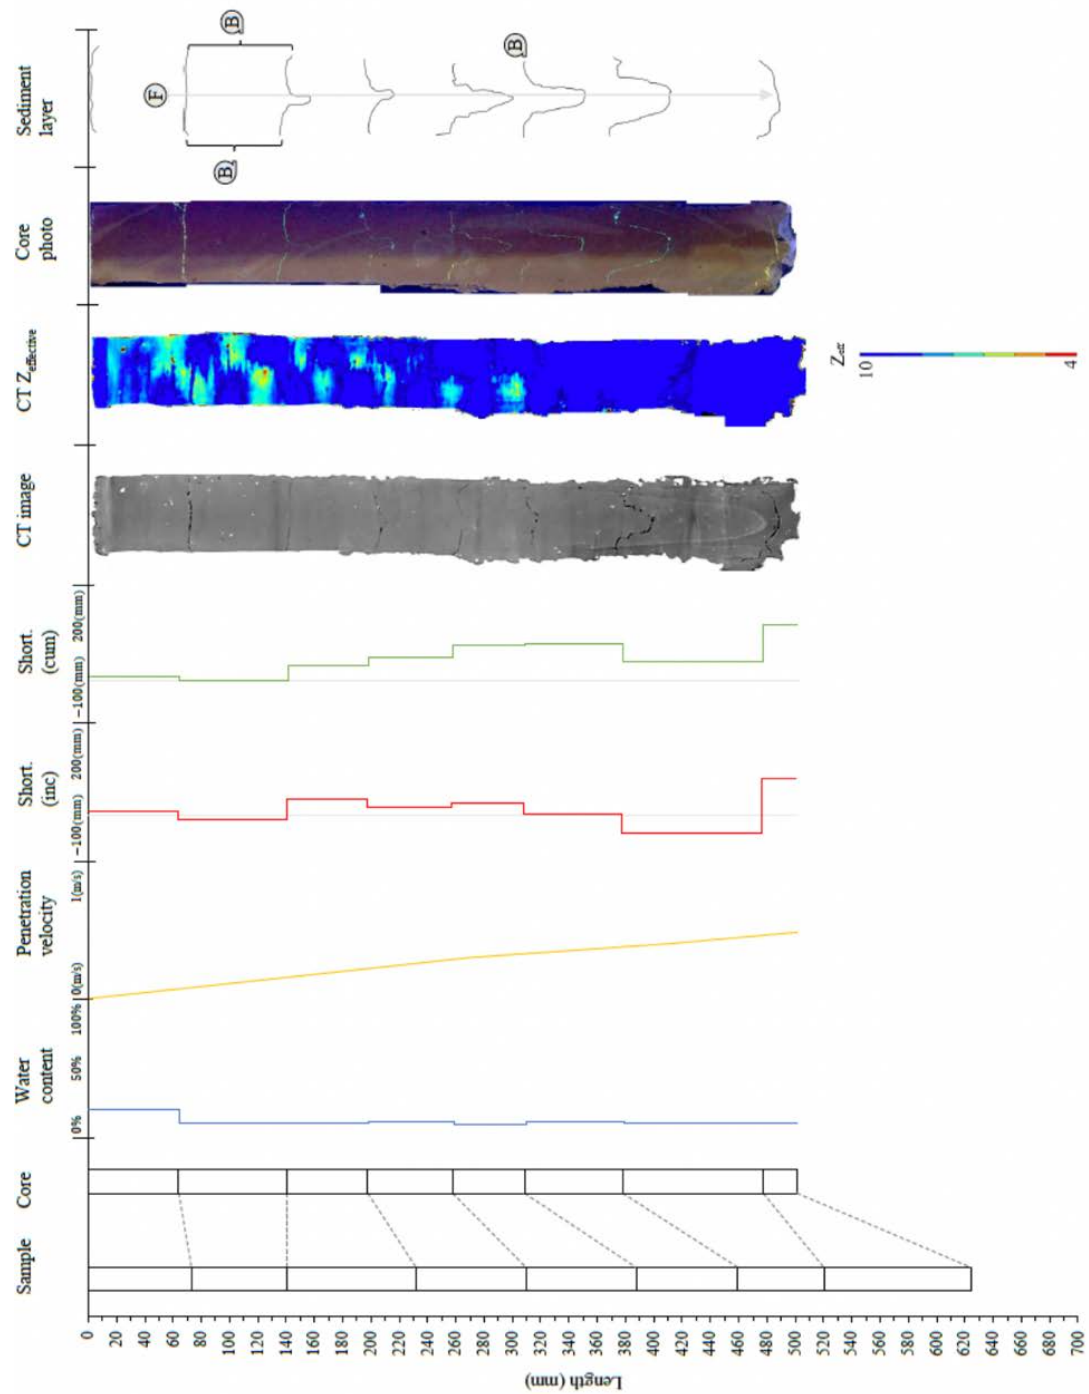 Sample
Core
Water
content
Penetration
velocity
Short.
(inc)
Short.
(cum)
CT image
CT Zeffective
Core
photo
Sediment
layer
0%
50%
100%
0(m/s)
1(m/s)
-100(mm)
200(mm)
-100(mm)
200(mm)
B
F
B
B
Zeff
10
4
0
20
40
60
80
100
120
140
160
180
200
220
240
260
280
300
320
340
360
380
400
420
440
460
480
500
520
540
560
580
600
620
640
660
680
700
Length (mm)